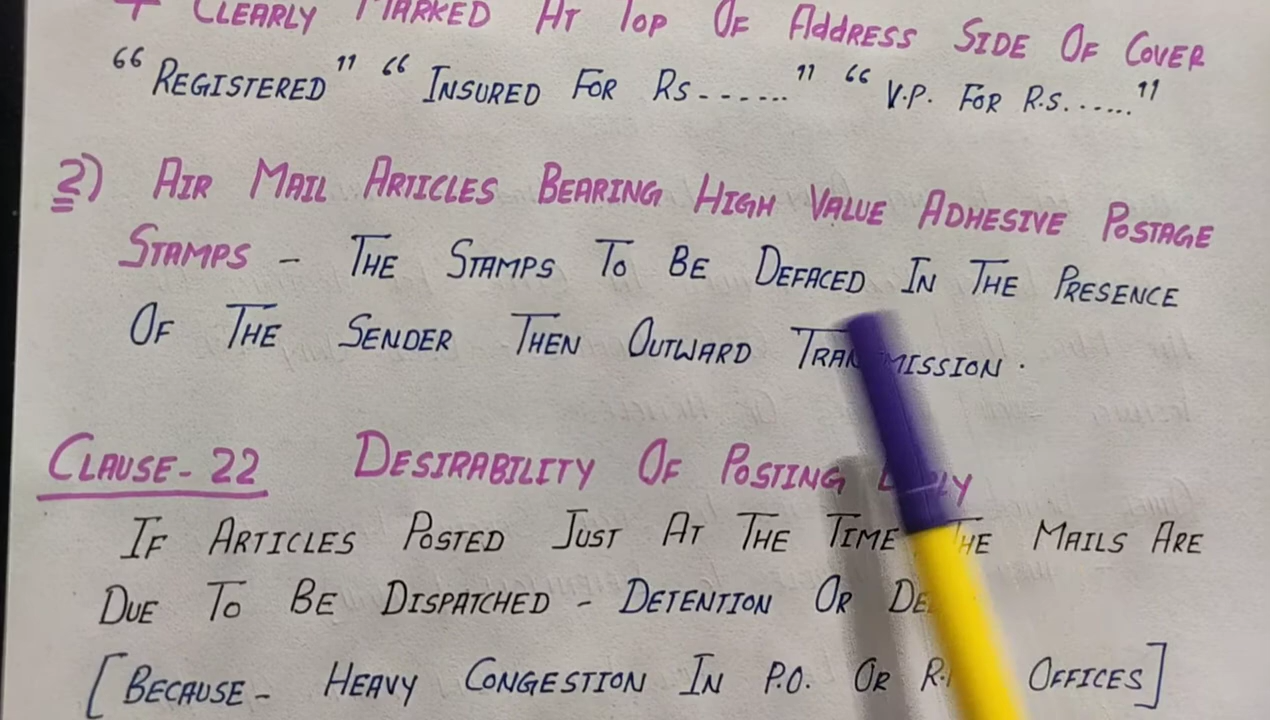 CLEARLY MARKED AT TOP OF ADDRESS SIDE OF COVER
"REGISTERED" "INSURED FOR RS......." "V.P. FOR R.S......"
2) AIR MAIL ARTICLES BEARING HIGH VALUE ADHESIVE POSTAGE
STAMPS - THE STAMPS TO BE DEFACED IN THE PRESENCE
OF THE SENDER THEN OUTWARD
CLAUSE-22 DESIRABILITY OF POSTING
IF ARTICLES POSTED JUST AT THE TIME THE MAILS ARE
DUE TO BE DISPATCHED - DETENTION OR
[BECAUSE - HEAVY CONGESTION IN P.O. OR OFFICES]